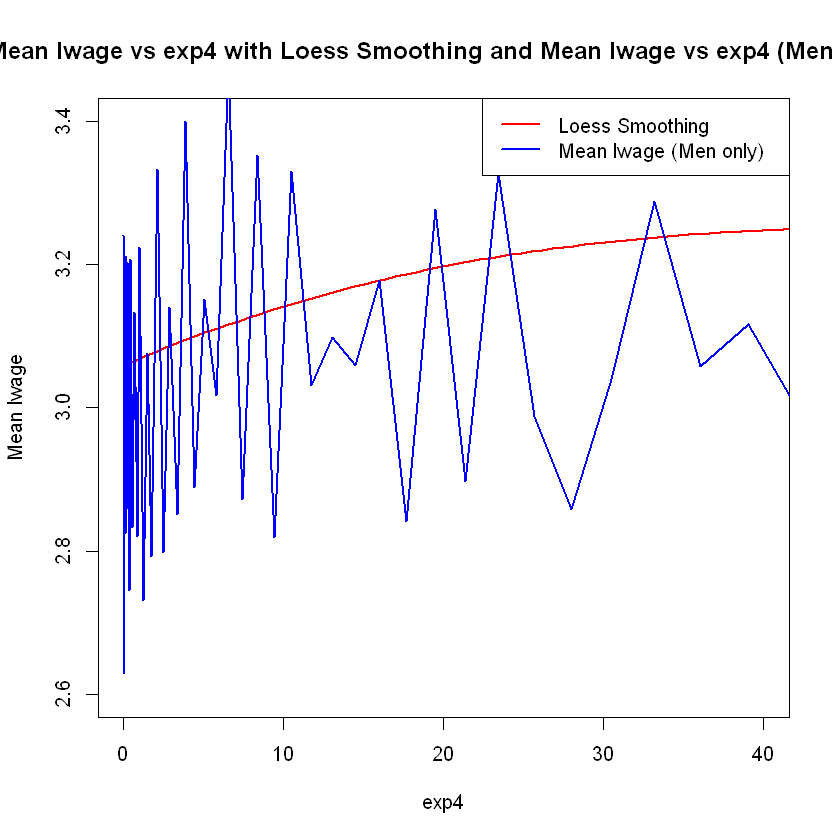 Mean lwage vs exp4 with Loess Smoothing and Mean lwage vs exp4 (Men
Loess Smoothing
Mean lwage (Men only)
Mean lwage
3.4
3.2
3.0
2.8
2.6
0 10 20 30 40
exp4